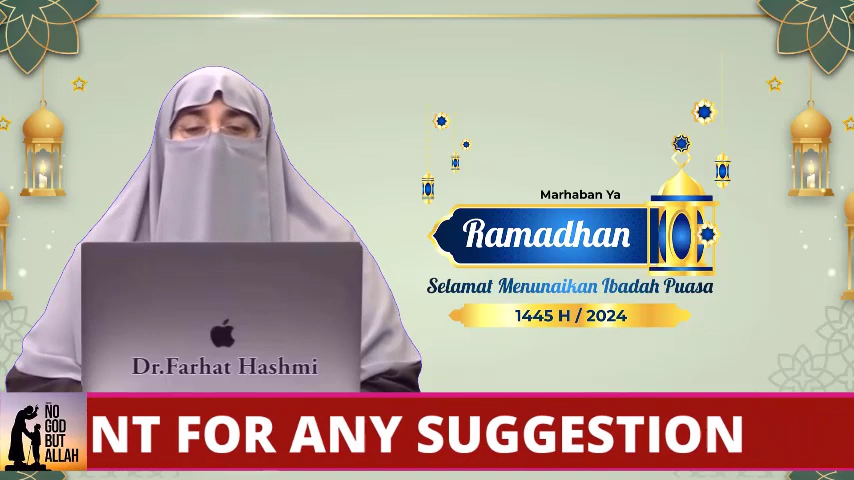 Marhaban Ya
Ramadhan
Selamat Menunaikan Ibadah Puasa
1445 H / 2024
Dr.Farhat Hashmi
NO
GOD
BUT
ALLAH
NT FOR ANY SUGGESTION